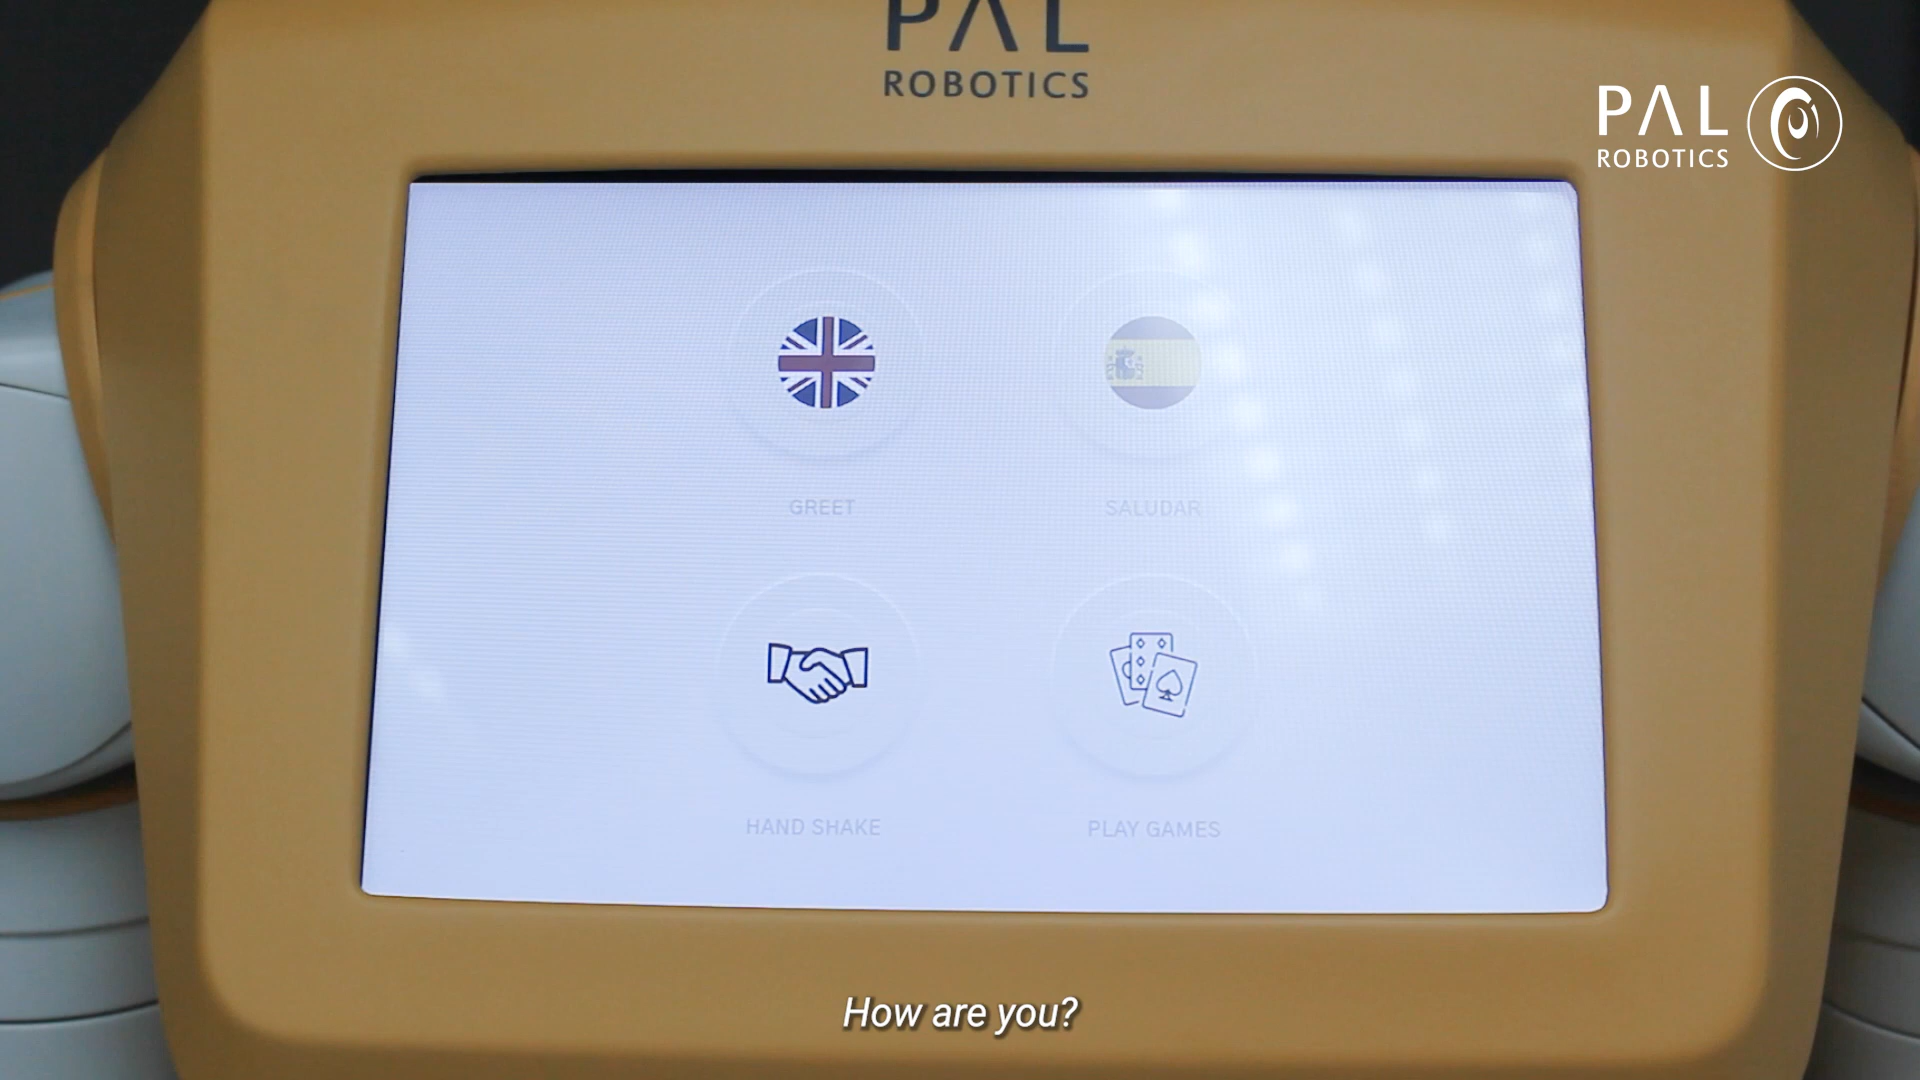 PAL
ROBOTICS
PAL
ROBOTICS
GREET
SALUDAR
HAND SHAKE
PLAY GAMES
How are you?